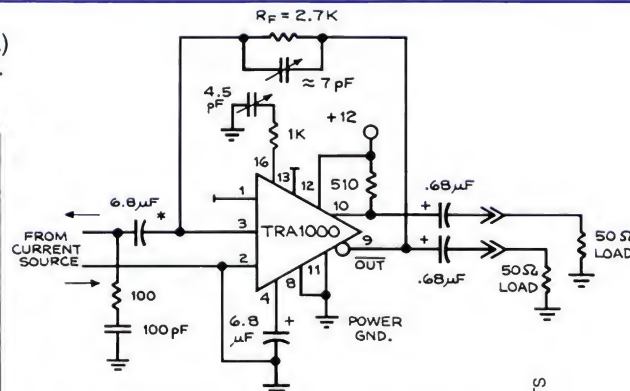 )
R_F = 2.7K
≈ 7 pF
4.5 pF
1K
+12
16
13
12
510
6.8µF *
1
10
.68µF
+
3
TRA1000
FROM CURRENT SOURCE
2
9
+
OUT
50Ω LOAD
4
8
11
.68µF
50Ω LOAD
100
6.8 µF
+
POWER GND.
100 pF
S